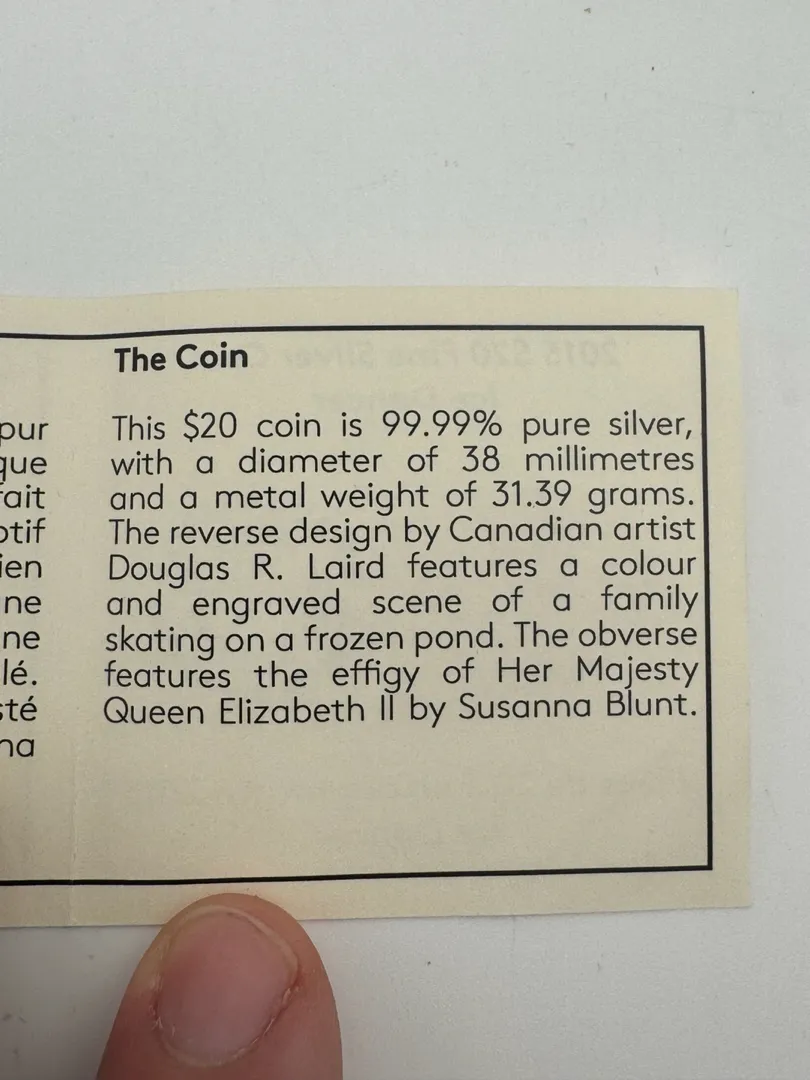 The Coin
This $20 coin is 99.99% pure silver,
with a diameter of 38 millimetres
and a metal weight of 31.39 grams.
The reverse design by Canadian artist
Douglas R. Laird features a colour
and engraved scene of a family
skating on a frozen pond. The obverse
features the effigy of Her Majesty
Queen Elizabeth II by Susanna Blunt.